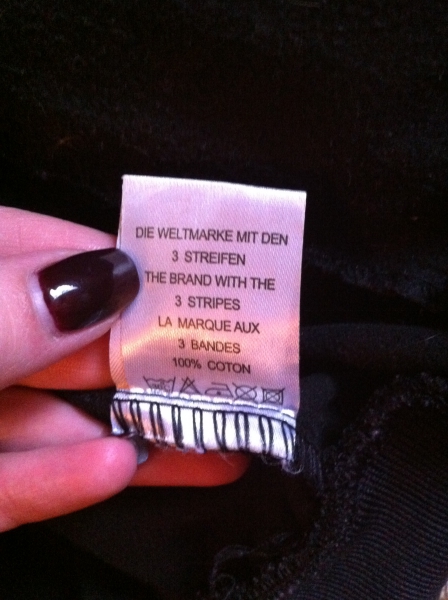 DIE WELTMARKE MIT DEN
3 STREIFEN
THE BRAND WITH THE
3 STRIPES
LA MARQUE AUX
3 BANDES
100% COTON